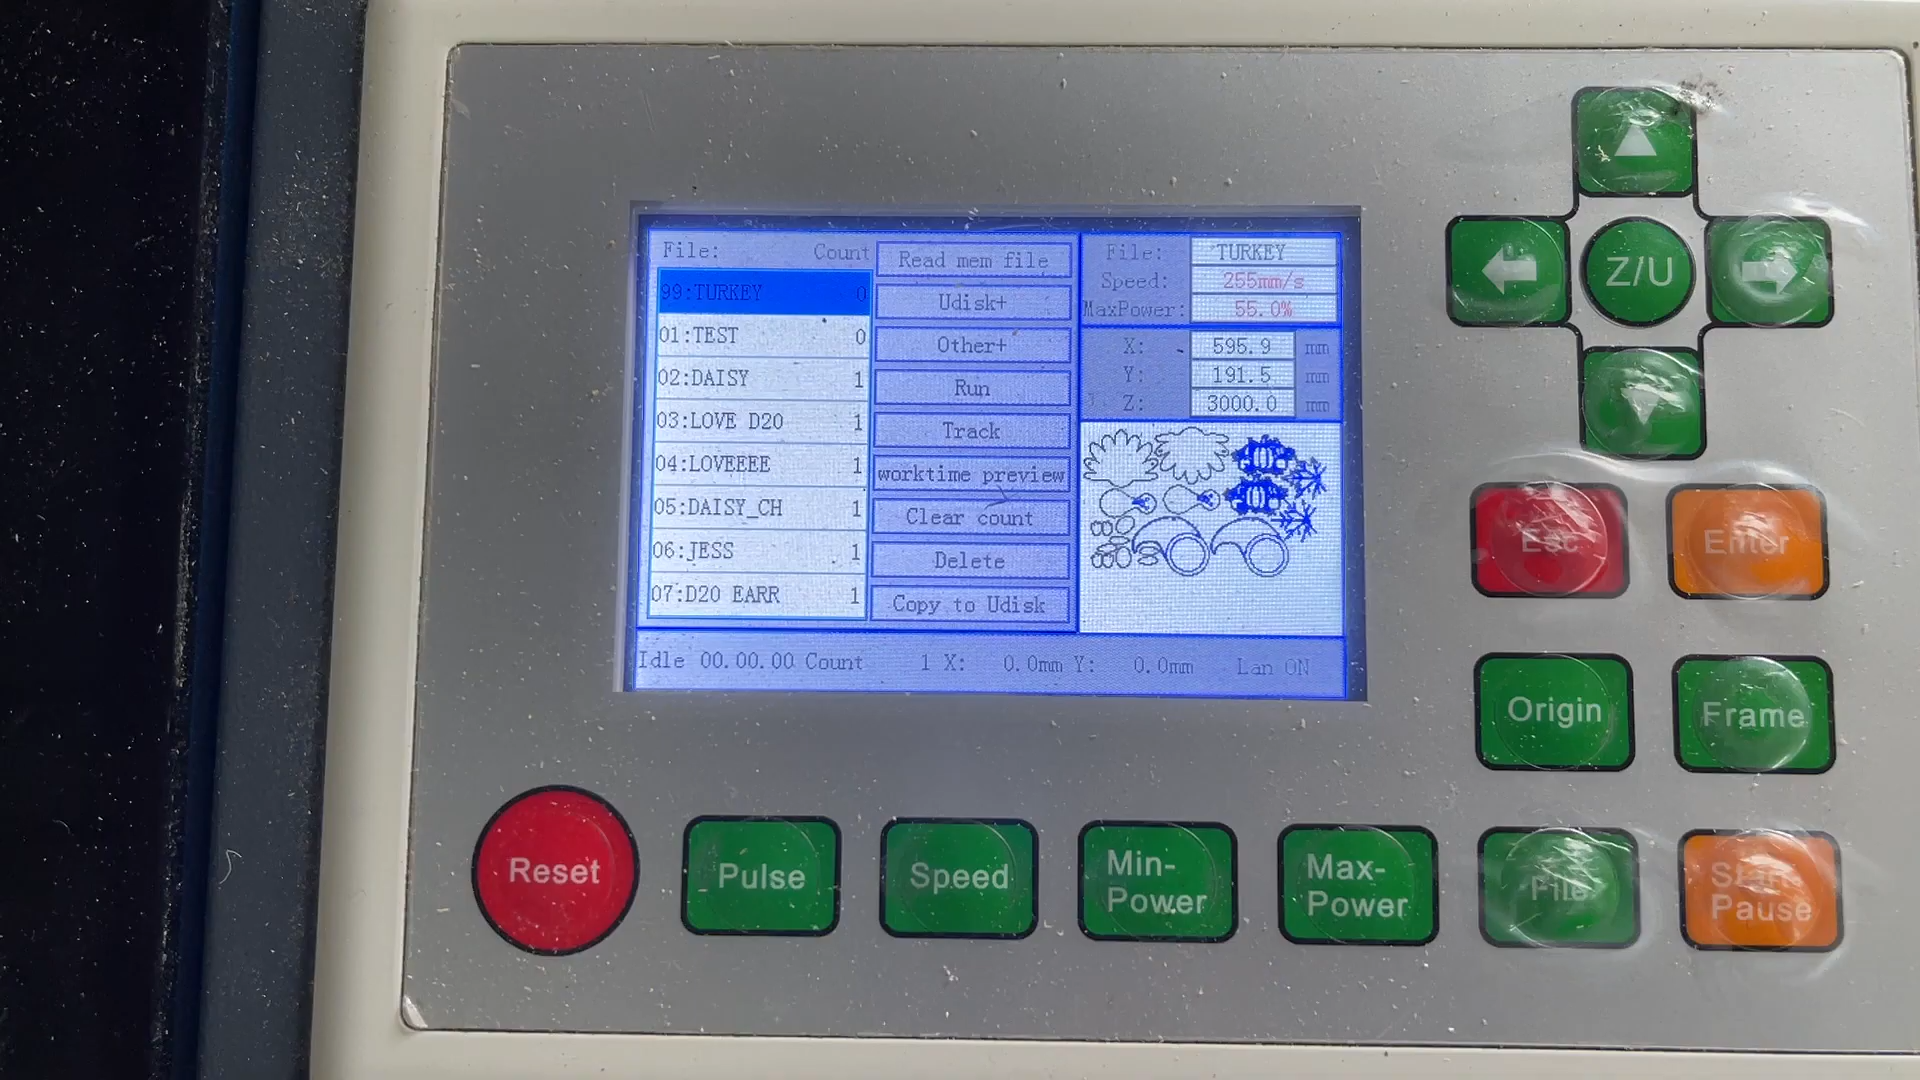 File: Count
99:TURKEY 0
01:TEST 0
02:DAISY 1
03:LOVE D20 1
04:LOVEEEE 1
05:DAISY_CH 1
06:JESS 1
07:D20 EARR 1
Read mem file
Udisk+
Other+
Run
Track
worktime preview
Clear count
Delete
Copy to Udisk
File: TURKEY
Speed: 255mm/s
MaxPower: 55.0%
X: 595.9 mm
Y: 191.5 mm
Z: 3000.0 mm
Idle 00.00.00 Count 1 X: 0.0mm Y: 0.0mm Lan ON
Z/U
Esc
Enter
Origin
Frame
Reset
Pulse
Speed
Min-
Power
Max-
Power
File
Start-
Pause